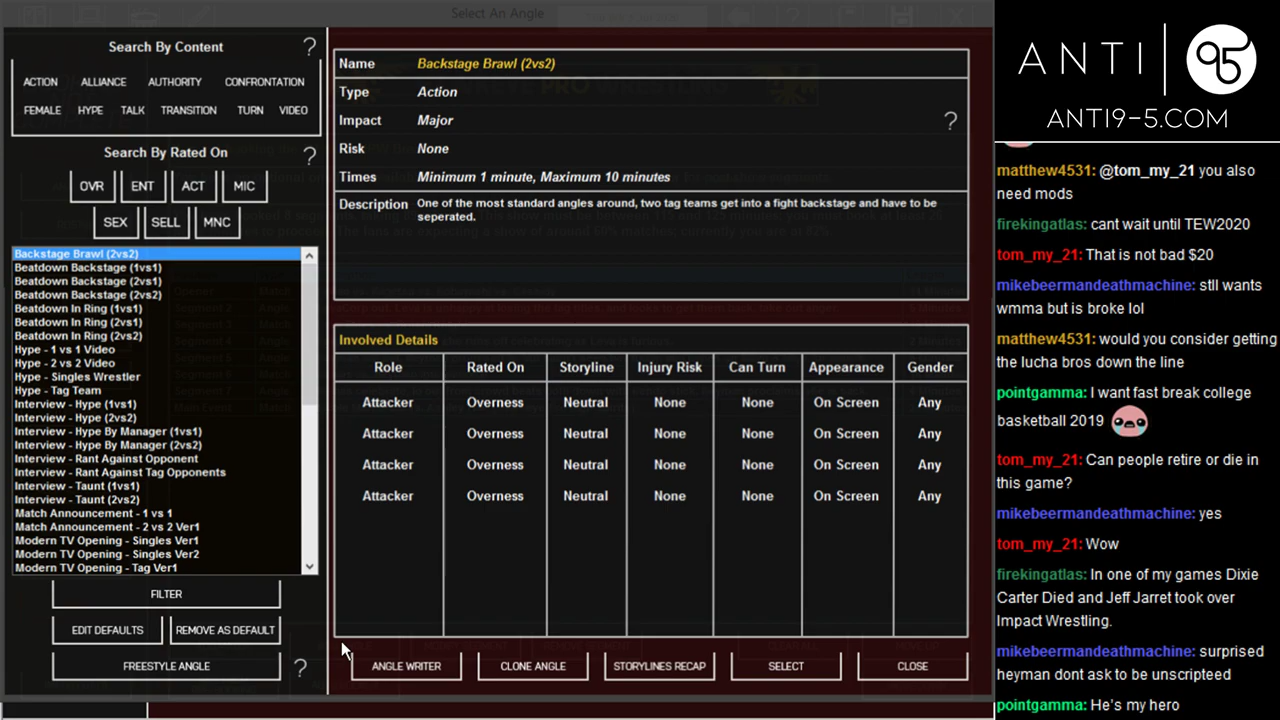 Select An Angle
Search By Content
?
ACTION ALLIANCE AUTHORITY CONFRONTATION
FEMALE HYPE TALK TRANSITION TURN VIDEO
Search By Rated On
?
OVR ENT ACT MIC
SEX SELL MNC
Backstage Brawl (2vs2)
Beatdown Backstage (1vs1)
Beatdown Backstage (2vs1)
Beatdown Backstage (2vs2)
Beatdown In Ring (1vs1)
Beatdown In Ring (2vs1)
Beatdown In Ring (2vs2)
Hype - 1 vs 1 Video
Hype - 2 vs 2 Video
Hype - Singles Wrestler
Hype - Tag Team
Interview - Hype (1vs1)
Interview - Hype (2vs2)
Interview - Hype By Manager (1vs1)
Interview - Hype By Manager (2vs2)
Interview - Rant Against Opponent
Interview - Rant Against Tag Opponents
Interview - Taunt (1vs1)
Interview - Taunt (2vs2)
Match Announcement - 1 vs 1
Match Announcement - 2 vs 2 Ver1
Modern TV Opening - Singles Ver1
Modern TV Opening - Singles Ver2
Modern TV Opening - Tag Ver1
FILTER
EDIT DEFAULTS REMOVE AS DEFAULT
FREESTYLE ANGLE ?
Name Backstage Brawl (2vs2)
Type Action
Impact Major ?
Risk None
Times Minimum 1 minute, Maximum 10 minutes
Description One of the most standard angles around, two tag teams get into a fight backstage and have to be
seperated.
Involved Details
Role Rated On Storyline Injury Risk Can Turn Appearance Gender
Attacker Overness Neutral None None On Screen Any
Attacker Overness Neutral None None On Screen Any
Attacker Overness Neutral None None On Screen Any
Attacker Overness Neutral None None On Screen Any
ANGLE WRITER CLONE ANGLE STORYLINES RECAP SELECT CLOSE
ANTI 95
ANTI9-5.COM
matthew4531: @tom_my_21 you also
need mods
firekingatlas: cant wait until TEW2020
tom_my_21: That is not bad $20
mikebeermandeathmachine: stll wants
wmma but is broke lol
matthew4531: would you consider getting
the lucha bros down the line
pointgamma: I want fast break college
basketball 2019
tom_my_21: Can people retire or die in
this game?
mikebeermandeathmachine: yes
tom_my_21: Wow
firekingatlas: In one of my games Dixie
Carter Died and Jeff Jarret took over
Impact Wrestling.
mikebeermandeathmachine: surprised
heyman dont ask to be unscripteed
pointgamma: He's my hero